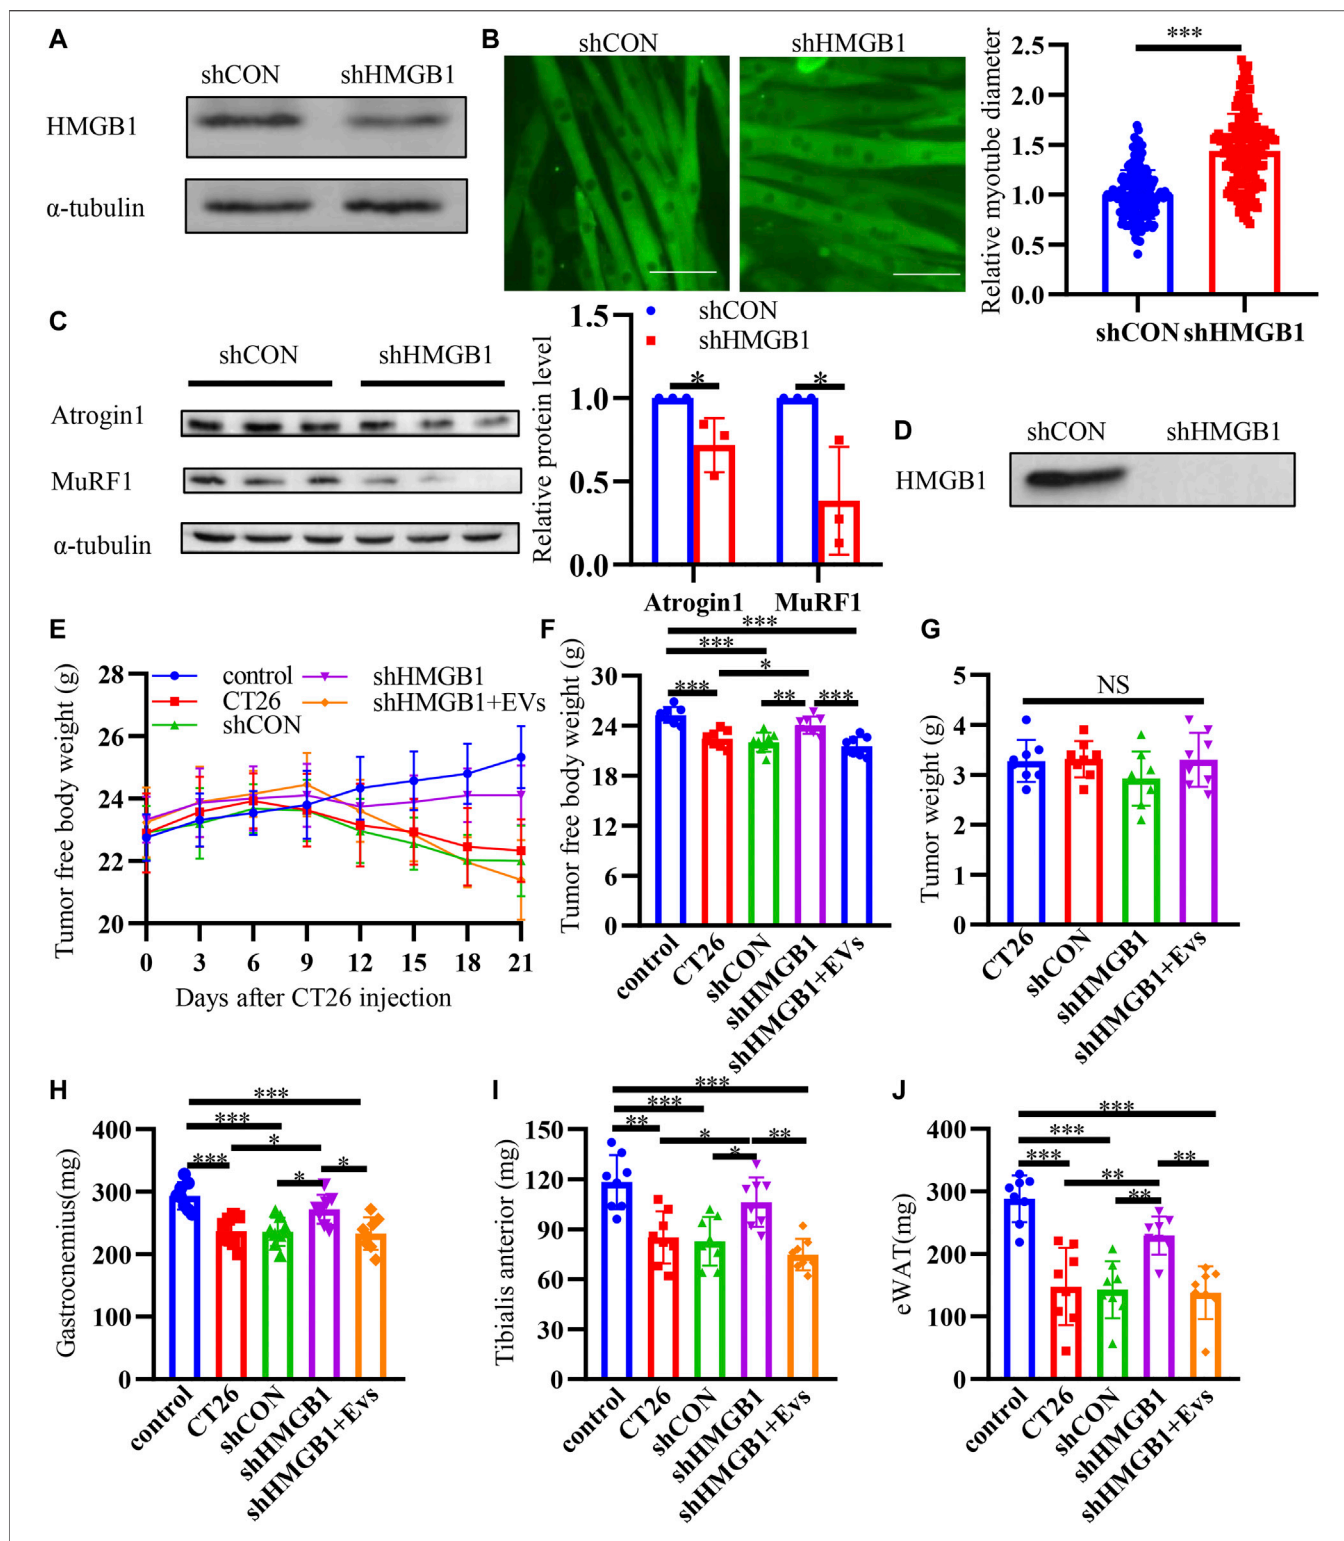 A
shCON shHMGB1
HMGB1
α-tubulin
B
shCON shHMGB1
Relative myotube diameter
2.5
2.0
1.5
1.0
0.5
0.0
***
shCON shHMGB1
C
shCON shHMGB1
Atrogin1
MuRF1
α-tubulin
Relative protein level
1.5
1.0
0.5
0.0
shCON
shHMGB1
* *
Atrogin1 MuRF1
D
shCON shHMGB1
HMGB1
E
Tumor free body weight (g)
28
26
24
22
20
control
CT26
shCON
shHMGB1
shHMGB1+EVs
0 3 6 9 12 15 18 21
Days after CT26 injection
F
Tumor free body weight (g)
30
24
18
12
6
0
***
***
*
*** ** ***
control
CT26
shCON
shHMGB1
shHMGB1+EVs
G
Tumor weight (g)
5
4
3
2
1
0
NS
CT26
shCON
shHMGB1
shHMGB1+Evs
H
Gastrocnemius(mg)
400
300
200
100
0
***
***
*
*** * *
control
CT26
shCON
shHMGB1
shHMGB1+Evs
I
Tibialis anterior (mg)
150
120
90
60
30
0
***
***
** * **
*
control
CT26
shCON
shHMGB1
shHMGB1+Evs
J
eWAT(mg)
400
300
200
100
0
***
***
*** **
** **
control
CT26
shCON
shHMGB1
shHMGB1+Evs